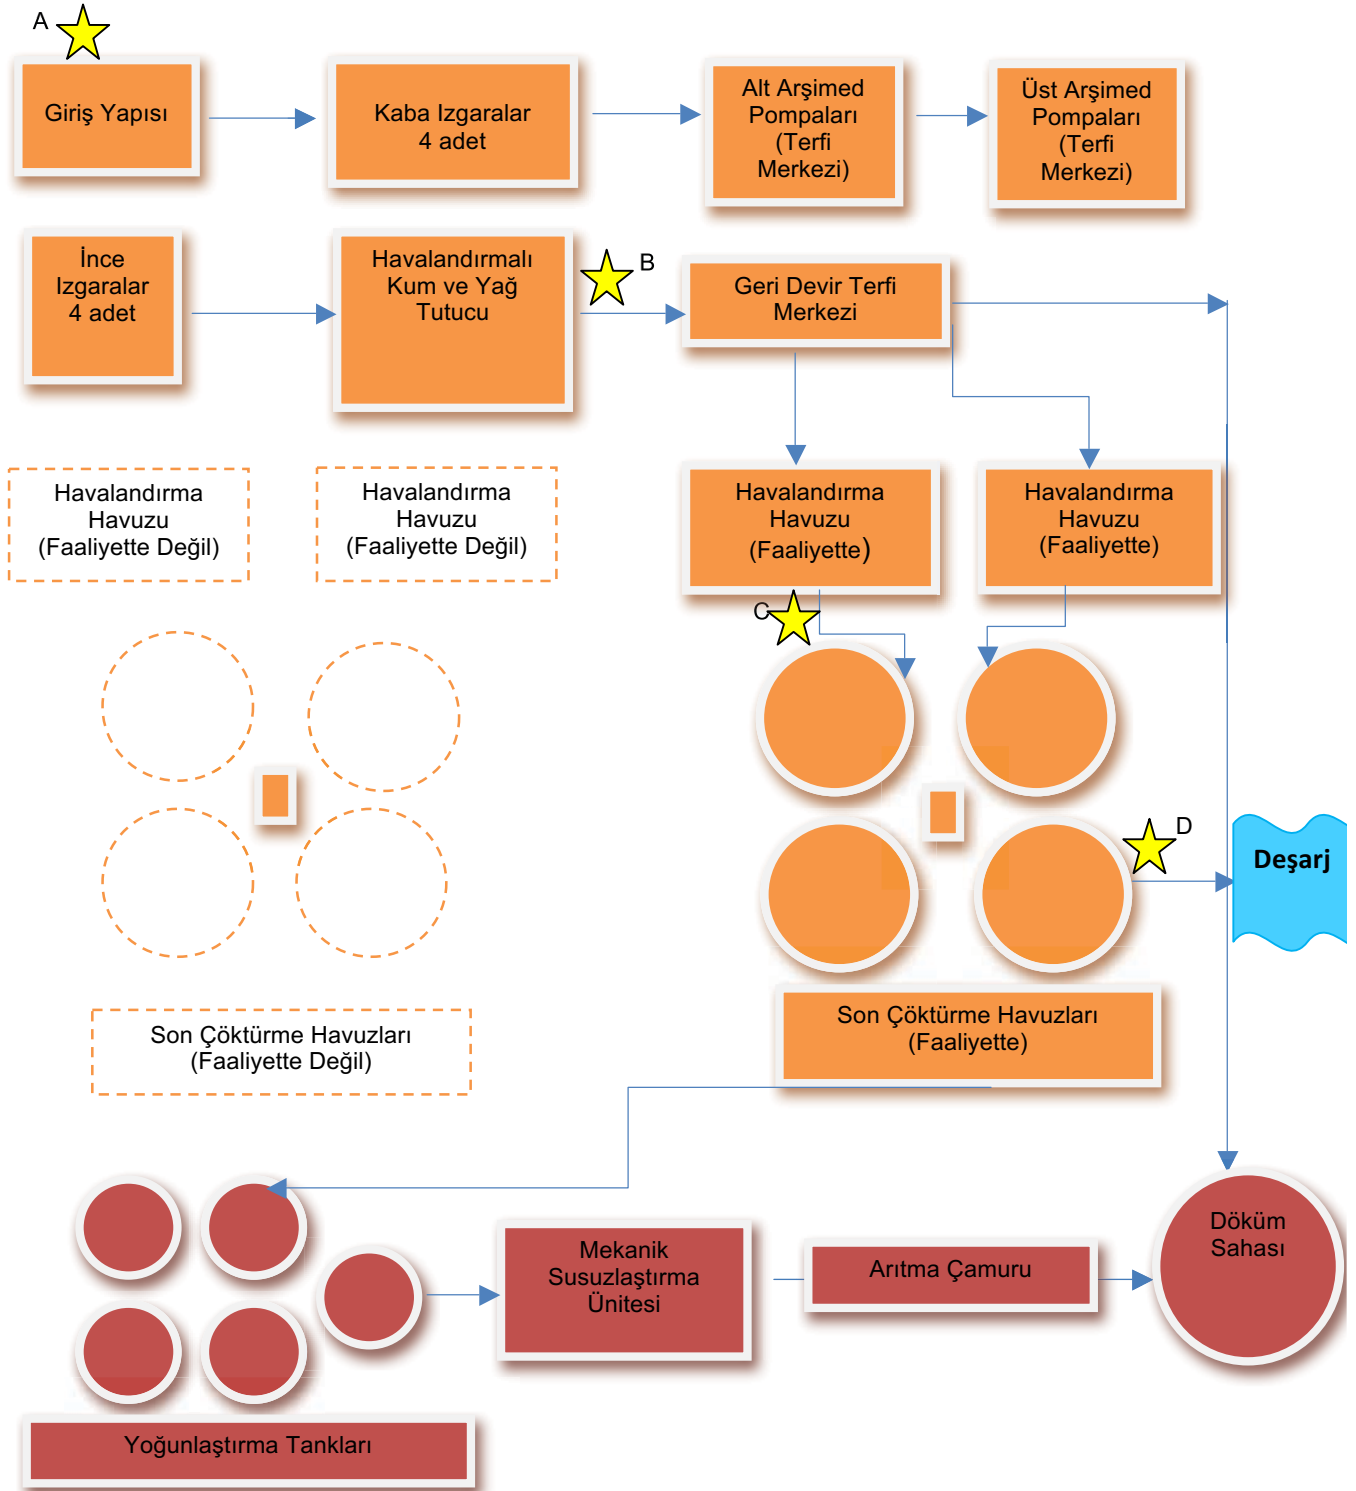 A
Giriş Yapısı
Kaba Izgaralar
4 adet
Alt Arşimed
Pompaları
(Terfi
Merkezi)
Üst Arşimed
Pompaları
(Terfi
Merkezi)
İnce
Izgaralar
4 adet
Havalandırmalı
Kum ve Yağ
Tutucu
B
Geri Devir Terfi
Merkezi
Havalandırma
Havuzu
(Faaliyette Değil)
Havalandırma
Havuzu
(Faaliyette Değil)
Havalandırma
Havuzu
(Faaliyette)
Havalandırma
Havuzu
(Faaliyette)
C
D
Deşarj
Son Çöktürme Havuzları
(Faaliyette Değil)
Son Çöktürme Havuzları
(Faaliyette)
Mekanik
Susuzlaştırma
Ünitesi
Arıtma Çamuru
Döküm
Sahası
Yoğunlaştırma Tankları